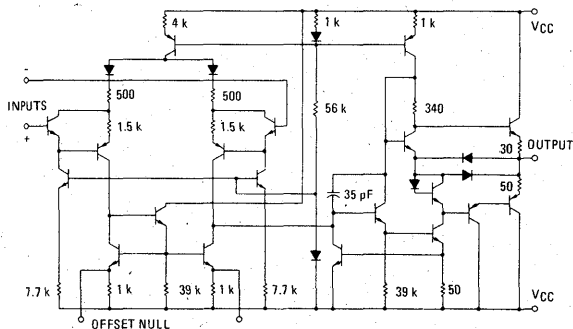 4 k
1 k
1 k
VCC
-
500
500
56 k
340
INPUTS
1.5 k
1.5 k
30
OUTPUT
+
35 pF
50
7.7 k
1 k
39 k
1 k
7.7 k
39 k
50
VCC
OFFSET NULL